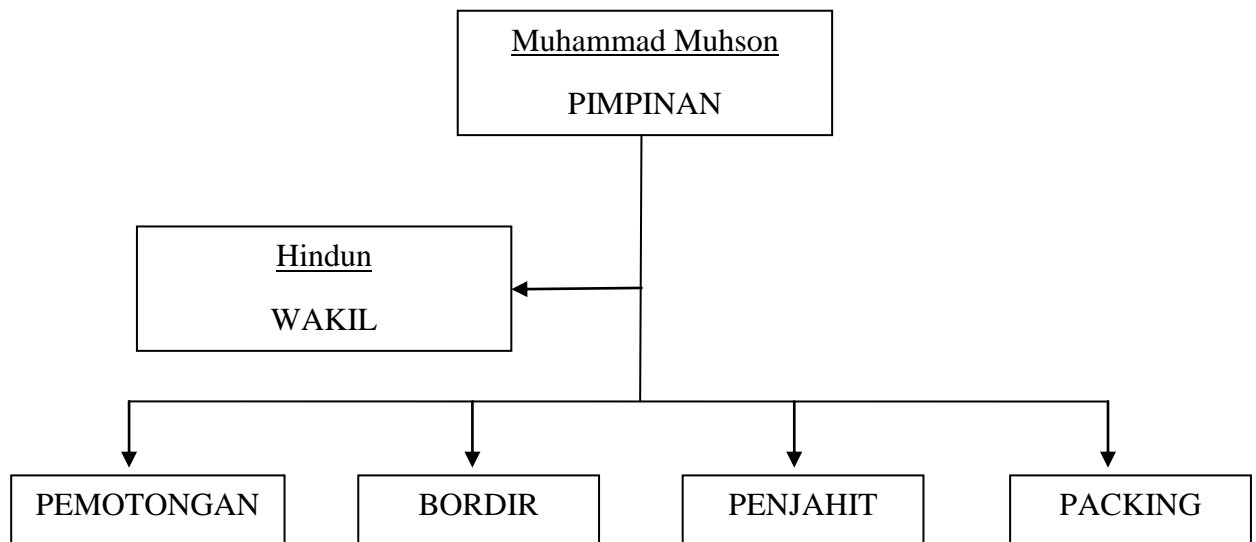 Muhammad Muhson
PIMPINAN
Hindun
WAKIL
PEMOTONGAN
BORDIR
PENJAHIT
PACKING